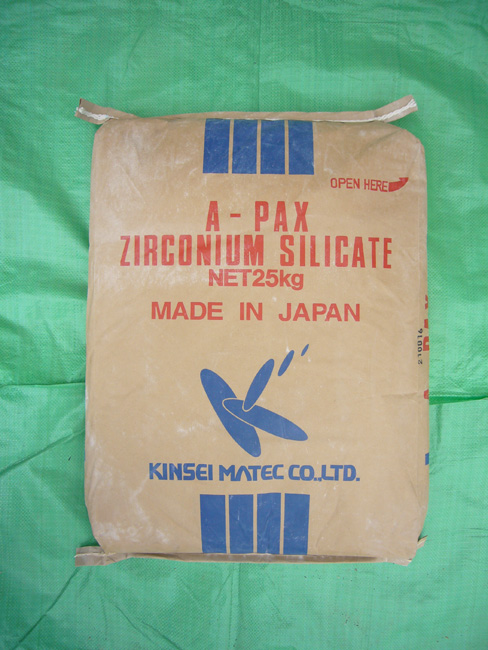 OPEN HERE
A - PAX
ZIRCONIUM SILICATE
NET25kg
MADE IN JAPAN
KINSEI MATEC CO.,LTD.